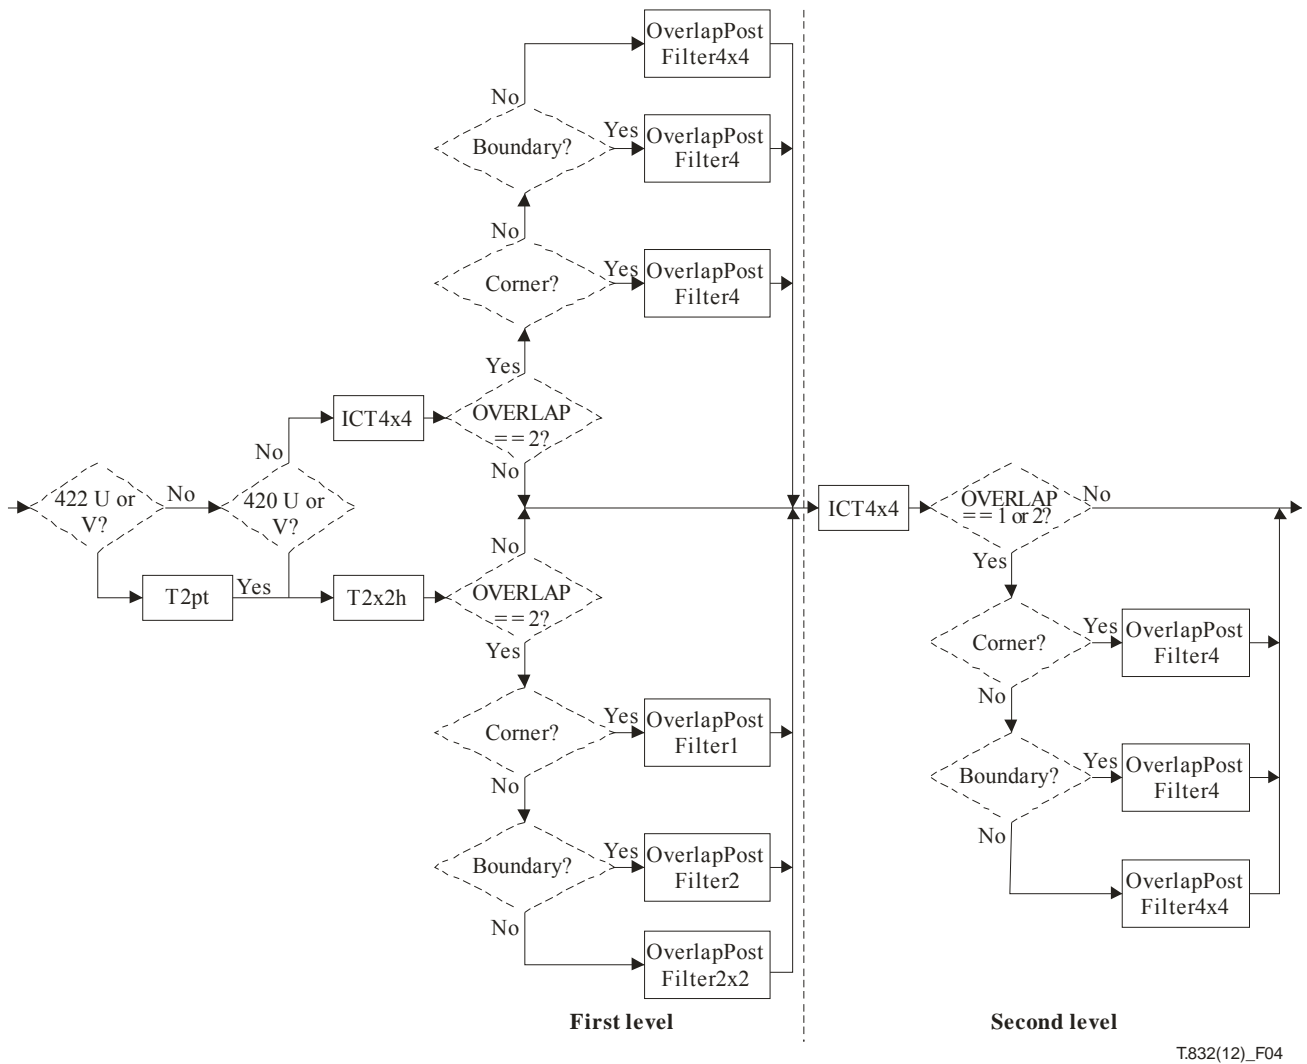 OverlapPost
Filter4x4
No
Boundary?
Yes
OverlapPost
Filter4
No
Corner?
Yes
OverlapPost
Filter4
Yes
ICT4x4
OVERLAP
== 2?
No
No
422 U or
V?
No
420 U or
V?
ICT4x4
OVERLAP
== 1 or 2?
No
No
Yes
T2pt
Yes
T2x2h
OVERLAP
== 2?
Yes
Corner?
Yes
OverlapPost
Filter4
No
Corner?
Yes
OverlapPost
Filter1
No
Boundary?
Yes
OverlapPost
Filter4
No
Boundary?
Yes
OverlapPost
Filter2
No
OverlapPost
Filter4x4
No
OverlapPost
Filter2x2
First level
Second level
T.832(12)_F04